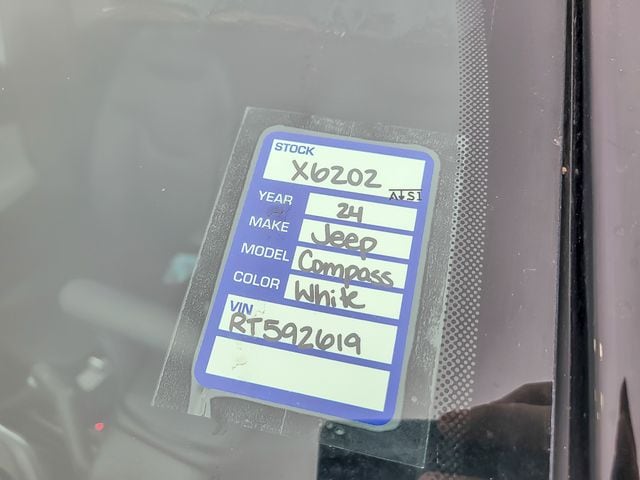 STOCK
X6202
YEAR 24
MAKE Jeep
MODEL Compass
COLOR White
VIN
RT592619